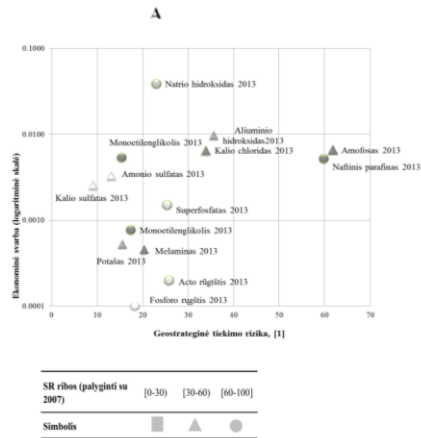 A
0.1000
Natrio hidroksidas 2013
0.0100
Aliuminio
hidroksidas2013
Monoetilenglikolis 2013
Kalio chloridas 2013
Amofosas 2013
Naftinis parafinas 2013
Amonio sulfatas 2013
Kalio sulfatas 2013
Superfosfatas 2013
0.0010
Monoetilenglikolis 2013
Potašas 2013
Melaminas 2013
Acto rūgštis 2013
Fosforo rųgštis 2013
0.0001
0 10 20 30 40 50 60 70
Ekonominė svarba (logaritminė skalė)
Geostrateginė tiekimo rizika, [1]
SR ribos (palyginti su
2007)
[0-30) [30-60) [60-100]
Simbolis